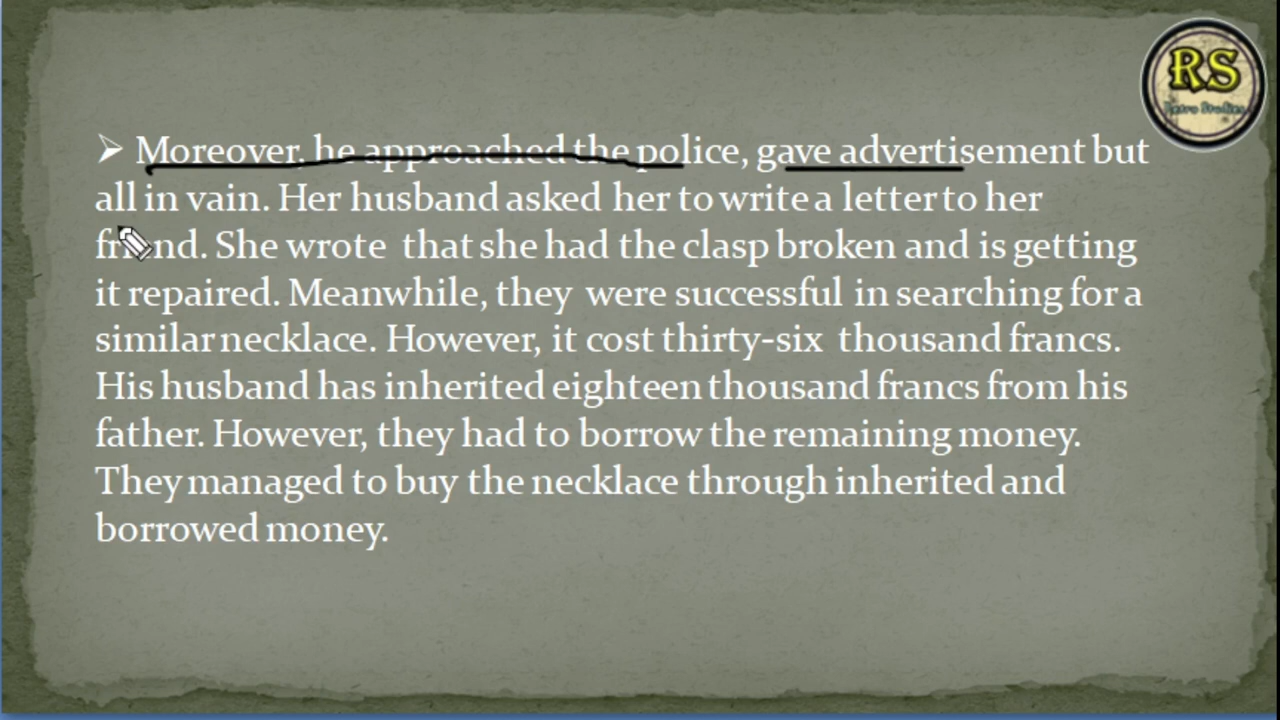 RS
Retro Studies
➢ Moreover, he approached the police, gave advertisement but
all in vain. Her husband asked her to write a letter to her
friend. She wrote that she had the clasp broken and is getting
it repaired. Meanwhile, they were successful in searching for a
similar necklace. However, it cost thirty-six thousand francs.
His husband has inherited eighteen thousand francs from his
father. However, they had to borrow the remaining money.
They managed to buy the necklace through inherited and
borrowed money.